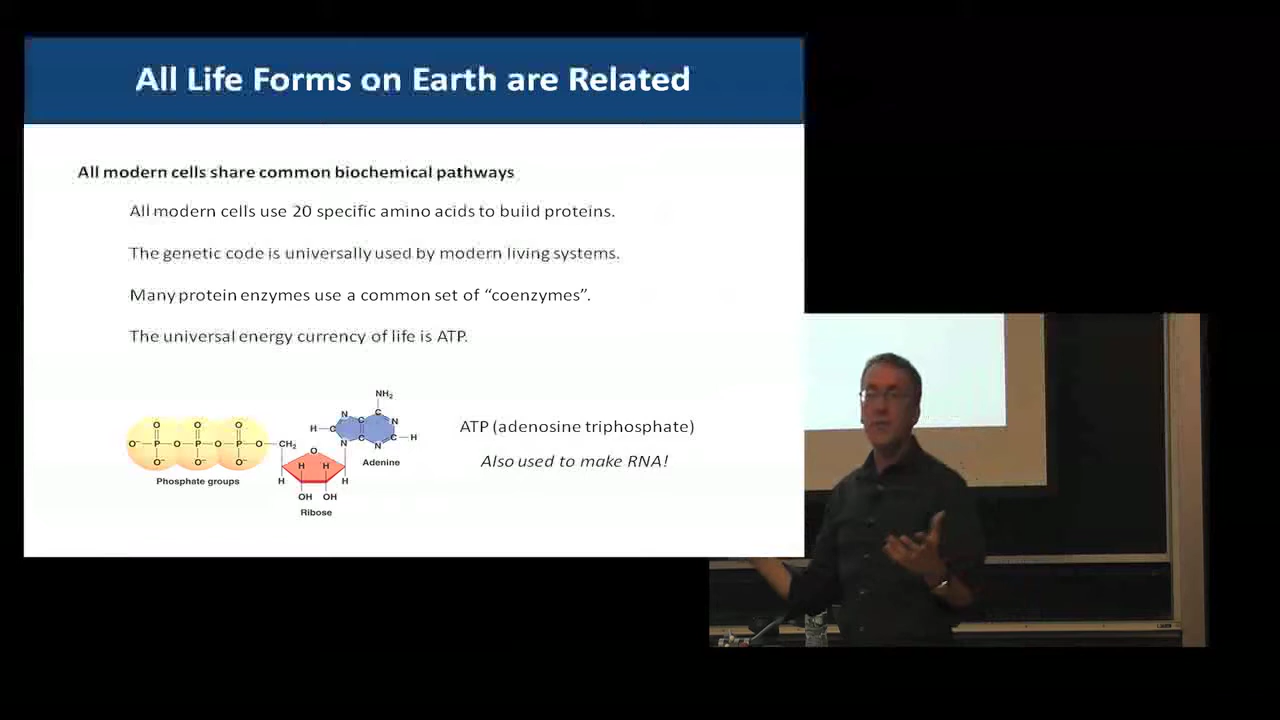 All Life Forms on Earth are Related
All modern cells share common biochemical pathways
All modern cells use 20 specific amino acids to build proteins.
The genetic code is universally used by modern living systems.
Many protein enzymes use a common set of “coenzymes”.
The universal energy currency of life is ATP.
NH₂
O O O N C N
H C C
O⁻ P O P O P O CH₂ C H
O⁻ O⁻ O⁻ O N C N
H H
H H
OH OH
Phosphate groups
Ribose
Adenine
ATP (adenosine triphosphate)
Also used to make RNA!